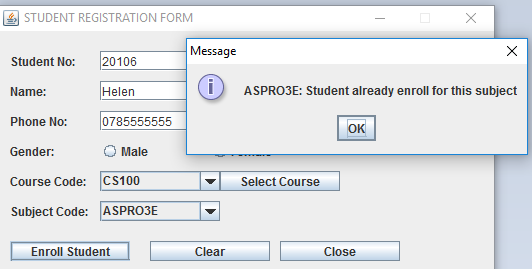 STUDENT REGISTRATION FORM
Student No: 20106
Name: Helen
Phone No: 0785555555
Gender: Male
Course Code: CS100 Select Course
Subject Code: ASPRO3E
Enroll Student Clear Close
Message
ASPRO3E: Student already enroll for this subject
OK